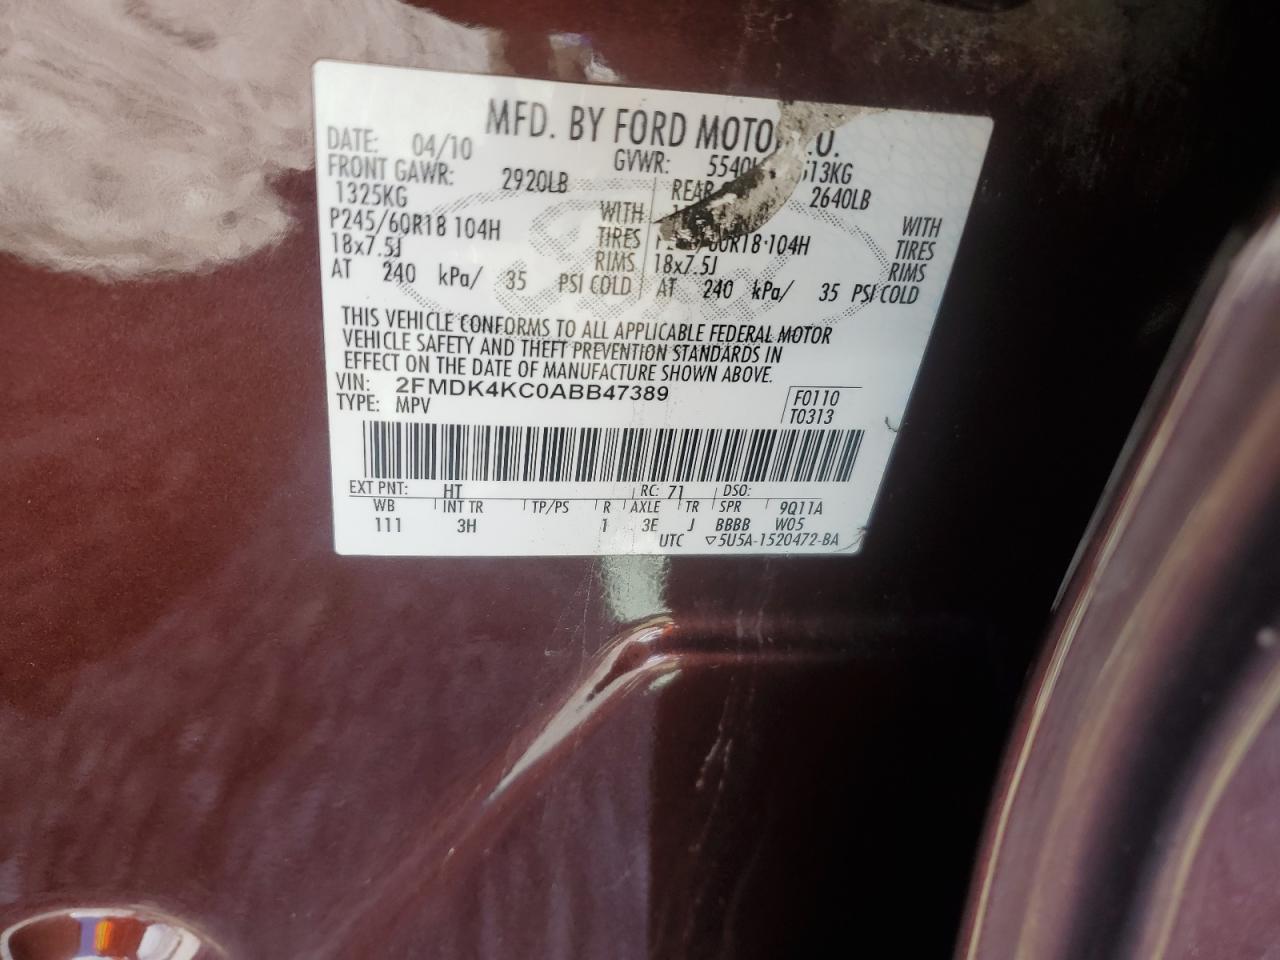 MFD. BY FORD MOTO .O.
DATE: 04/10 GVWR: 5540L 513KG
FRONT GAWR: 2920LB REAR 2640LB
1325KG WITH WITH
P245/60R18 104H TIRES 60R18 104H TIRES
18x7.5J RIMS 18x7.5J RIMS
AT 240 kPa/ 35 PSI COLD AT 240 kPa/ 35 PSI COLD
THIS VEHICLE CONFORMS TO ALL APPLICABLE FEDERAL MOTOR
VEHICLE SAFETY AND THEFT PREVENTION STANDARDS IN
EFFECT ON THE DATE OF MANUFACTURE SHOWN ABOVE.
VIN: 2FMDK4KC0ABB47389 F0110
TYPE: MPV T0313
EXT PNT: HT RC: 71 DSO:
WB INT TR TP/PS R AXLE TR SPR 9Q11A
111 3H 1 3E J BBBB W05
UTC ▽5U5A-1520472-BA